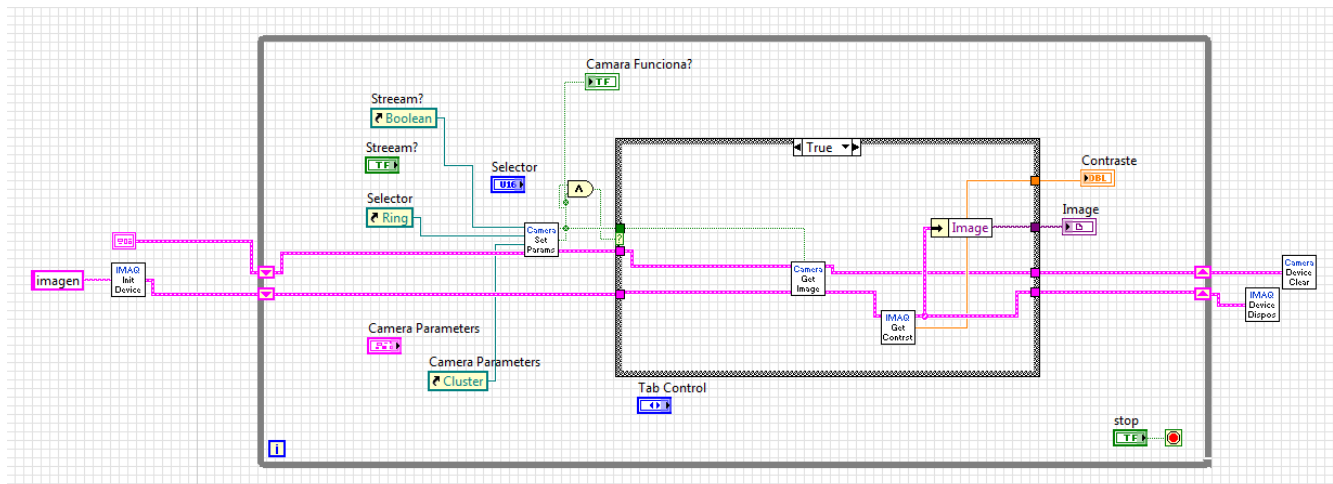 Camara Funciona?
TF
Streeam?
Boolean
Streeam?
TF
Selector
U16
Selector
Ring
Camera
Set
Params
True
?
Contraste
DBL
Image
Image
imagen
IMAQ
Init
Device
Camera
Get
Image
IMAQ
Get
Contrst
Camera
Device
Clear
IMAQ
Device
Dispos
Camera Parameters
Camera Parameters
Cluster
Tab Control
stop
TF
i